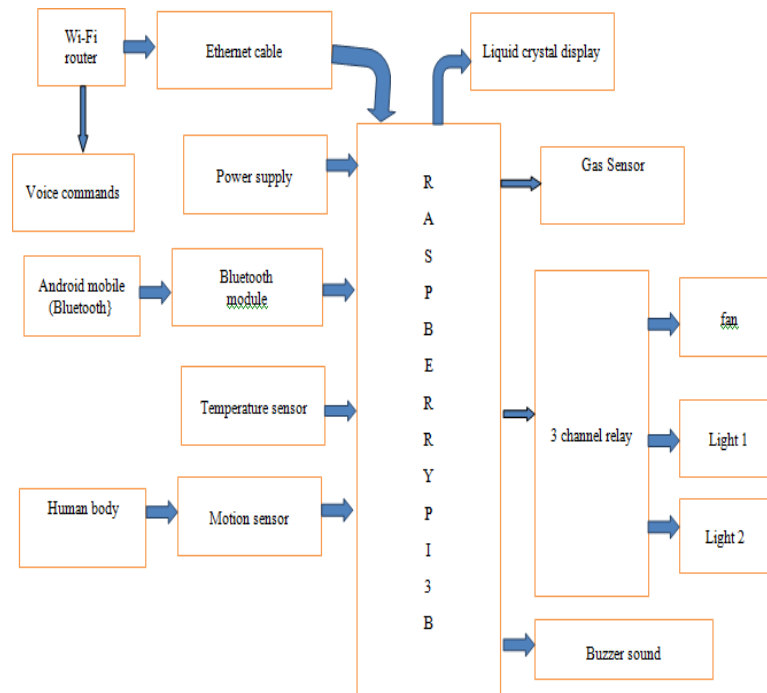 Wi-Fi
router
Ethernet cable
Liquid crystal display
Voice commands
Power supply
Gas Sensor
Android mobile
(Bluetooth}
Bluetooth
module
Temperature sensor
Human body
Motion sensor
R
A
S
P
B
E
R
R
Y
P
I
3
B
3 channel relay
fan
Light 1
Light 2
Buzzer sound